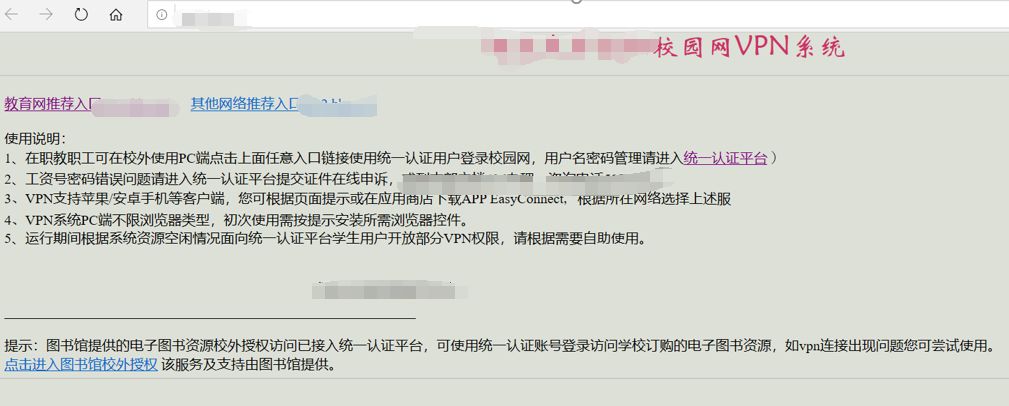 校园网VPN系统
教育网推荐入口 其他网络推荐入口
使用说明：
1、在职教职工可在校外使用PC端点击上面任意入口链接使用统一认证用户登录校园网，用户名密码管理请进入统一认证平台）
2、工资号密码错误问题请进入统一认证平台提交证件在线申诉，
3、VPN支持苹果/安卓手机等客户端，您可根据页面提示或在应用商店下载APP EasyConnect，根据所在网络选择上述服
4、VPN系统PC端不限浏览器类型，初次使用需按提示安装所需浏览器控件。
5、运行期间根据系统资源空闲情况面向统一认证平台学生用户开放部分VPN权限，请根据需要自助使用。
提示：图书馆提供的电子图书资源校外授权访问已接入统一认证平台，可使用统一认证账号登录访问学校订购的电子图书资源，如vpn连接出现问题您可尝试使用。
点击进入图书馆校外授权 该服务及支持由图书馆提供。